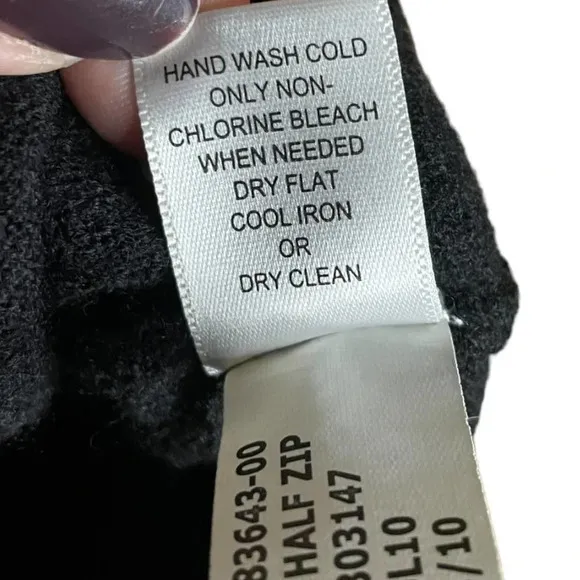 HAND WASH COLD
ONLY NON-
CHLORINE BLEACH
WHEN NEEDED
DRY FLAT
COOL IRON
OR
DRY CLEAN
83643-00
HALF ZIP
303147
L10
/10